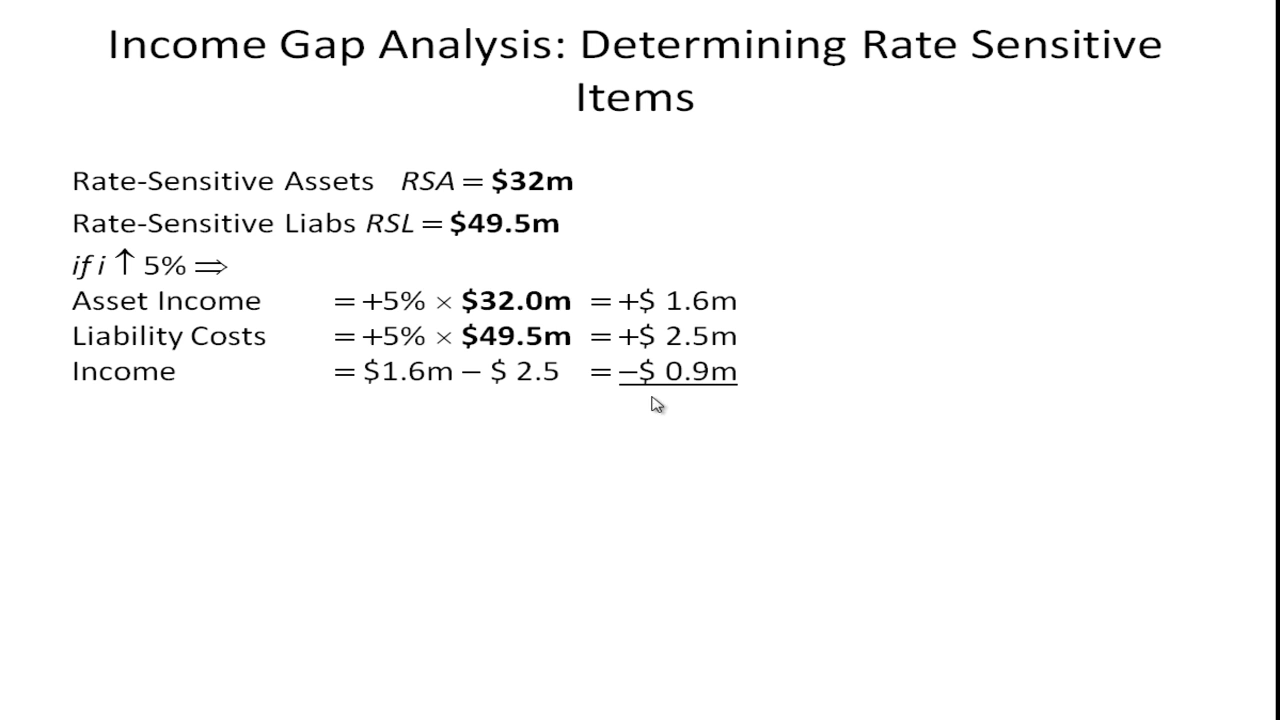 Income Gap Analysis: Determining Rate Sensitive
Items
Rate-Sensitive Assets RSA = $32m
Rate-Sensitive Liabs RSL = $49.5m
if i ↑ 5% ⇒
Asset Income = +5% × $32.0m = +$ 1.6m
Liability Costs = +5% × $49.5m = +$ 2.5m
Income = $1.6m – $ 2.5 = –$ 0.9m